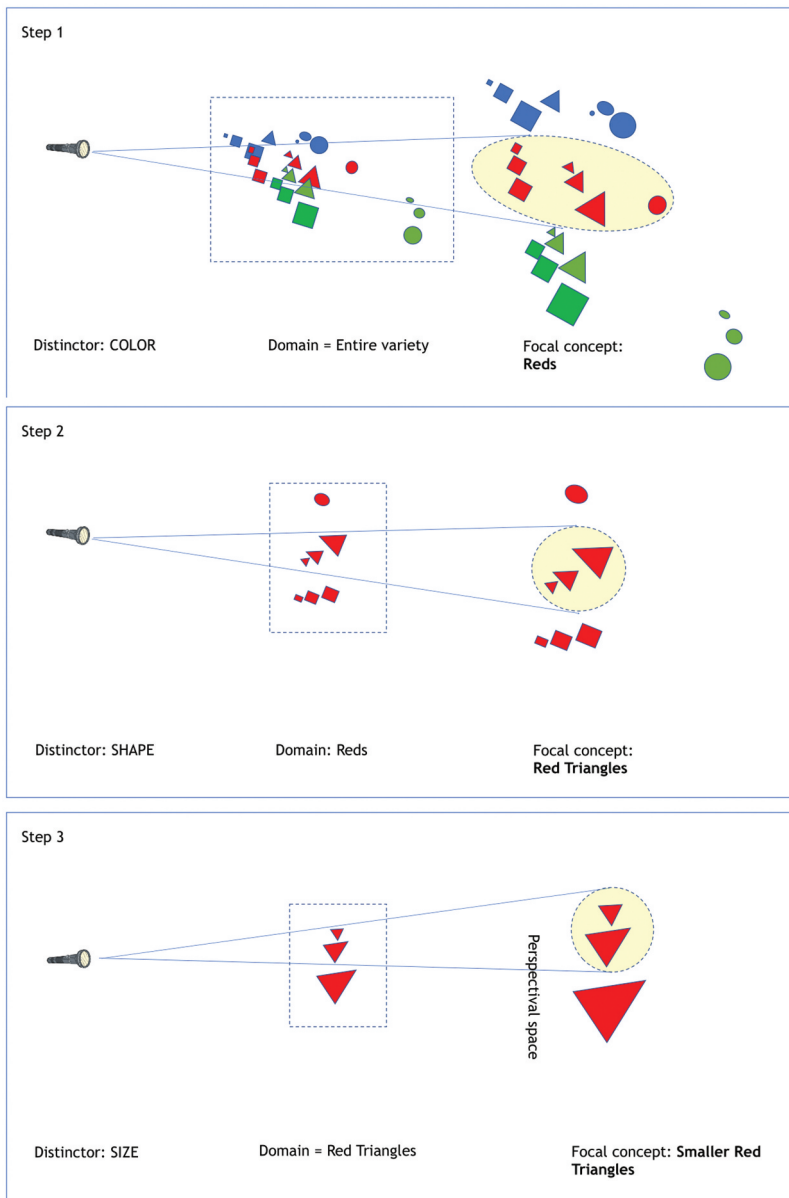 Step 1
Distinctor: COLOR
Domain = Entire variety
Focal concept:
Reds
Step 2
Distinctor: SHAPE
Domain: Reds
Focal concept:
Red Triangles
Step 3
Perspectival space
Distinctor: SIZE
Domain = Red Triangles
Focal concept: Smaller Red
Triangles